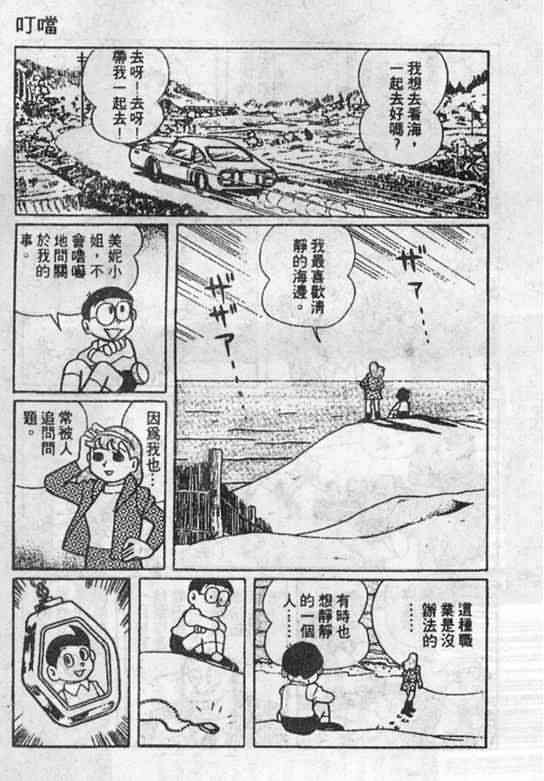 叮噹
我想去看海，
一起去好嗎？
去呀！去呀！
帶我一起去！
我最喜歡清
靜的海邊。
ザァ…
ザザァ…
美妮小
姐，不
會嚕囌
地問關
於我的
事。
因為我也…
常被人
追問問
題。
這種職
業是沒
辦法的
……
有時也
想靜靜
的一個
人……